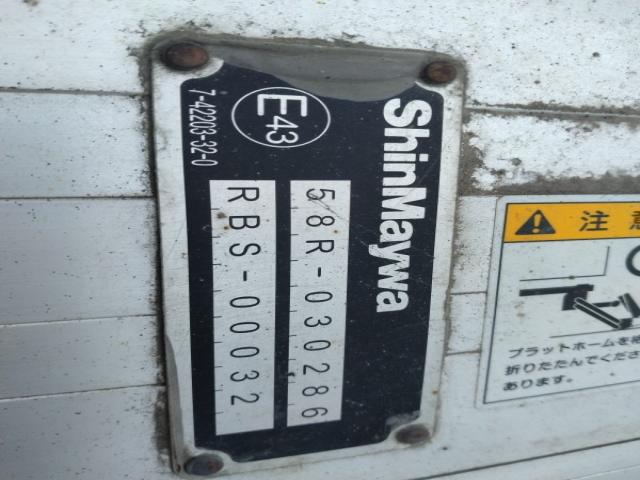 ShinMaywa
58R-030286
RBS-00032
E43
7-42203-32-0
注意
プラットホームを
折りたたんでくださ
あります。